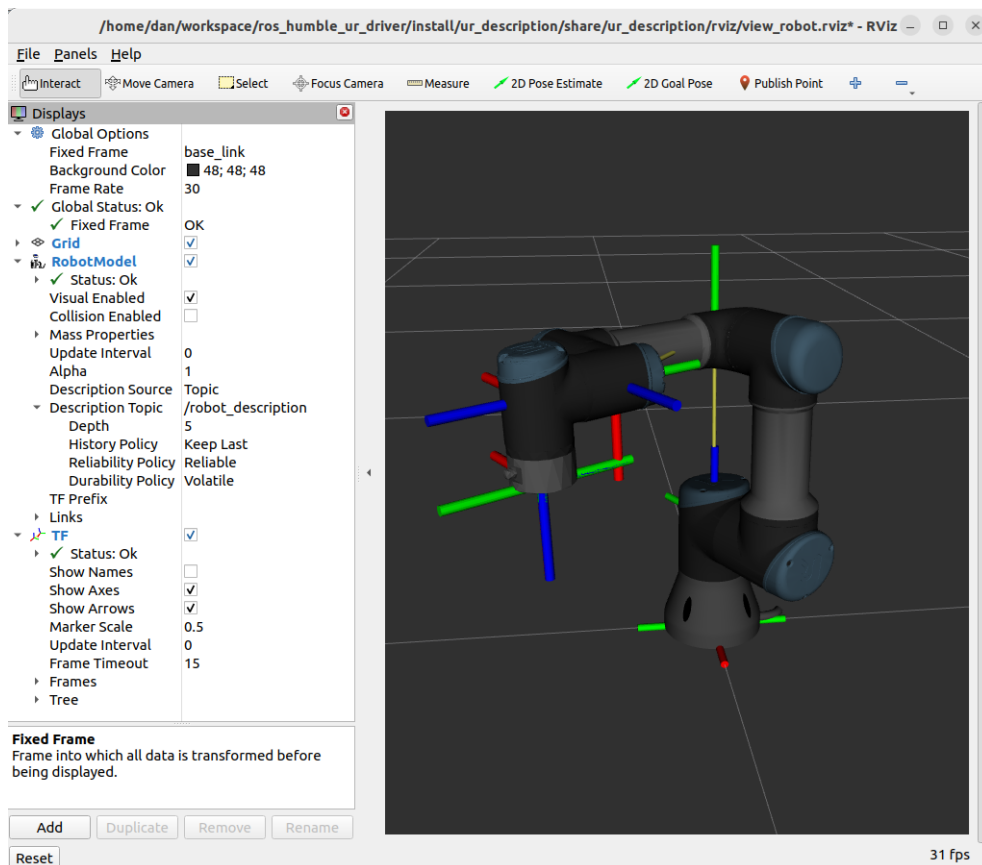 /home/dan/workspace/ros_humble_ur_driver/install/ur_description/share/ur_description/rviz/view_robot.rviz* - RViz
File Panels Help
Interact Move Camera Select Focus Camera Measure 2D Pose Estimate 2D Goal Pose Publish Point
Displays
Global Options
Fixed Frame base_link
Background Color 48; 48; 48
Frame Rate 30
Global Status: Ok
Fixed Frame OK
Grid
RobotModel
Status: Ok
Visual Enabled
Collision Enabled
Mass Properties
Update Interval 0
Alpha 1
Description Source Topic
Description Topic /robot_description
Depth 5
History Policy Keep Last
Reliability Policy Reliable
Durability Policy Volatile
TF Prefix
Links
TF
Status: Ok
Show Names
Show Axes
Show Arrows
Marker Scale 0.5
Update Interval 0
Frame Timeout 15
Frames
Tree
Fixed Frame
Frame into which all data is transformed before
being displayed.
Add Duplicate Remove Rename
Reset 31 fps